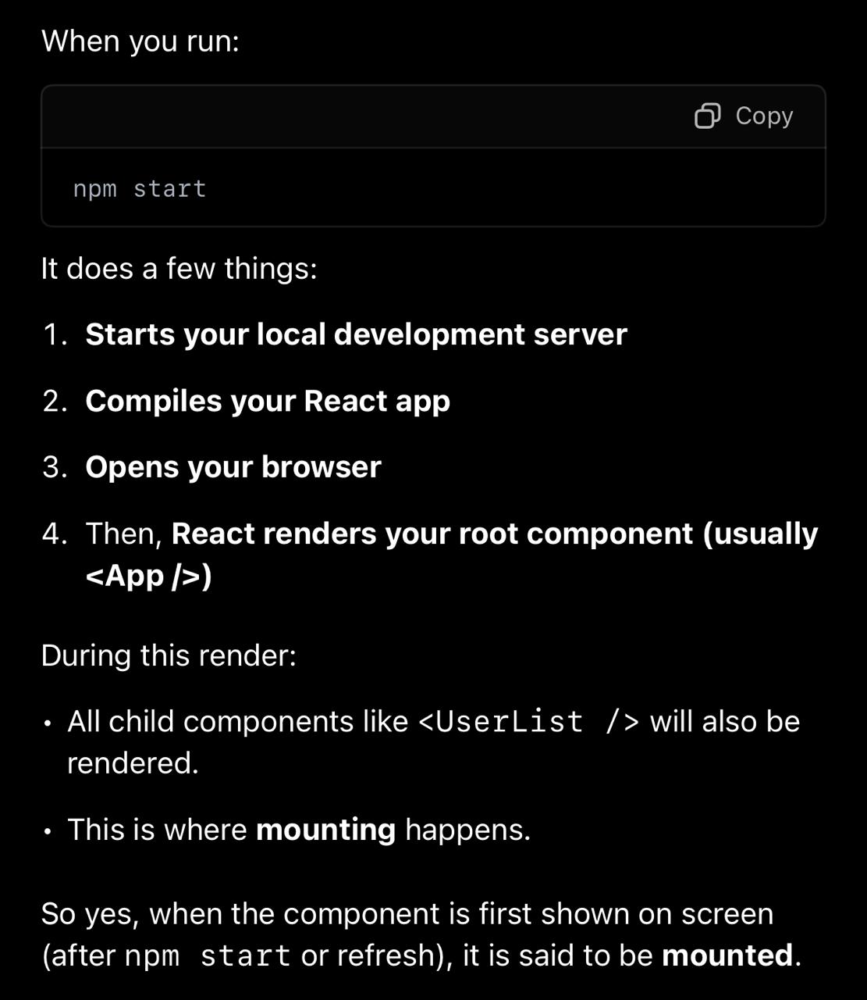 When you run:
Copy
npm start
It does a few things:
1. Starts your local development server
2. Compiles your React app
3. Opens your browser
4. Then, React renders your root component (usually
<App />)
During this render:
• All child components like <UserList /> will also be
rendered.
• This is where mounting happens.
So yes, when the component is first shown on screen
(after npm start or refresh), it is said to be mounted.